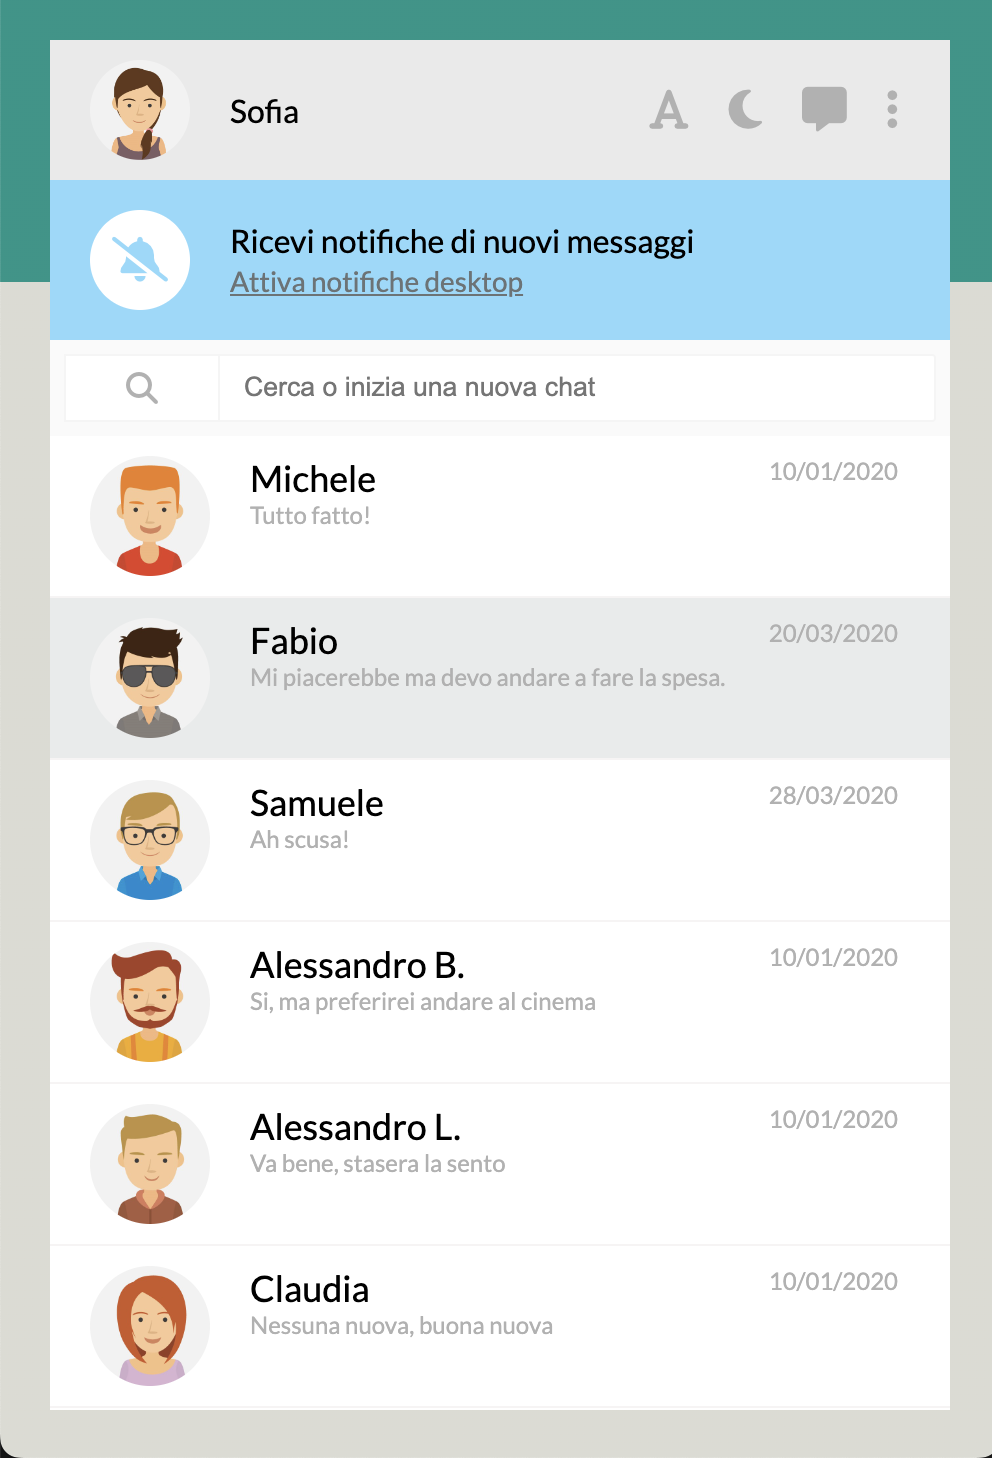 Sofia
A
Ricevi notifiche di nuovi messaggi
Attiva notifiche desktop
Cerca o inizia una nuova chat
Michele
10/01/2020
Tutto fatto!
Fabio
20/03/2020
Mi piacerebbe ma devo andare a fare la spesa.
Samuele
28/03/2020
Ah scusa!
Alessandro B.
10/01/2020
Si, ma preferirei andare al cinema
Alessandro L.
10/01/2020
Va bene, stasera la sento
Claudia
10/01/2020
Nessuna nuova, buona nuova